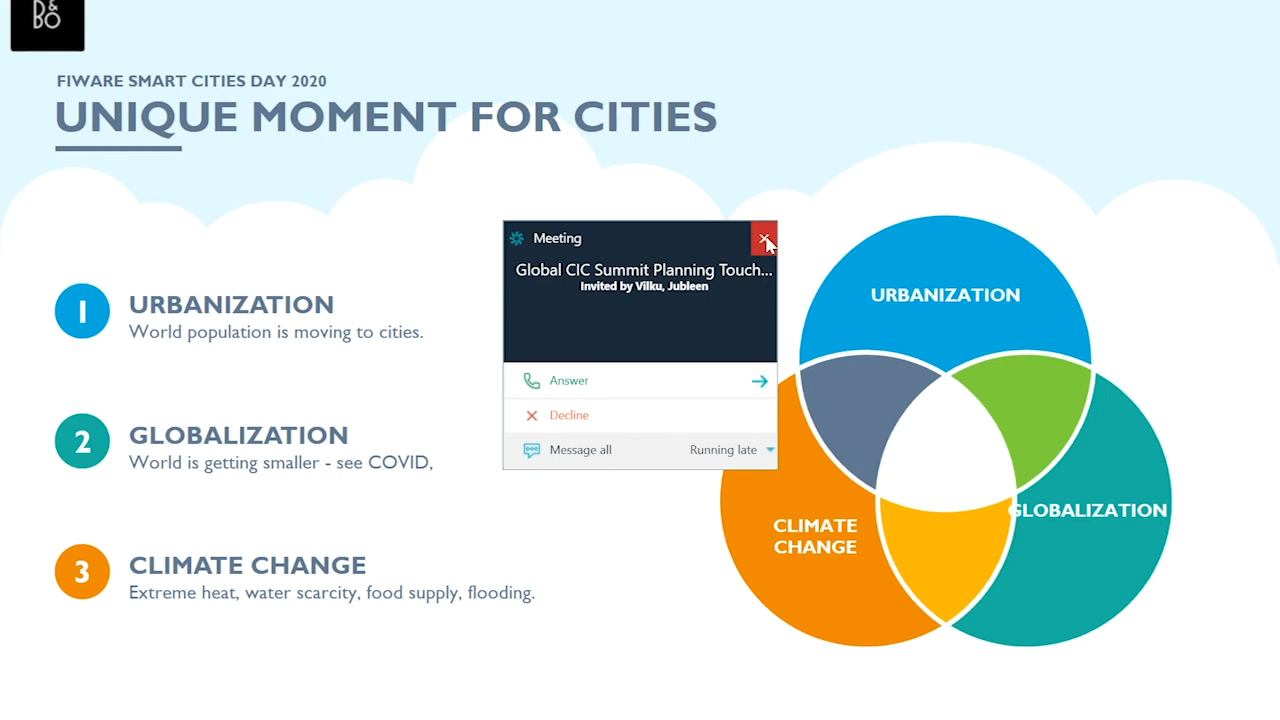 B&O
FIWARE SMART CITIES DAY 2020
UNIQUE MOMENT FOR CITIES
Meeting
Global CIC Summit Planning Touch...
Invited by Vilku, Jubleen
Answer
Decline
Message all
Running late
1
URBANIZATION
World population is moving to cities.
2
GLOBALIZATION
World is getting smaller - see COVID,
3
CLIMATE CHANGE
Extreme heat, water scarcity, food supply, flooding.
URBANIZATION
CLIMATE
CHANGE
GLOBALIZATION